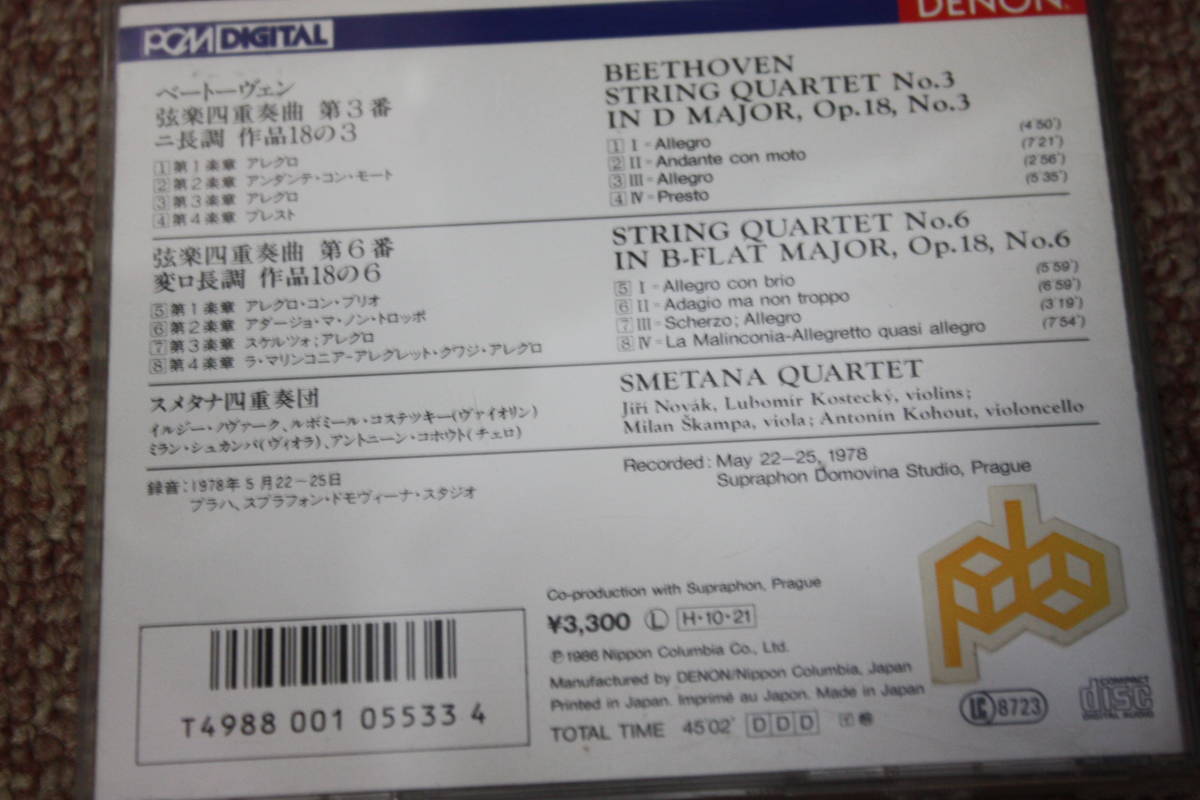 PCM DIGITAL
DENON
ベートーヴェン
弦楽四重奏曲 第3番
ニ長調 作品18の3
1 第1楽章 アレグロ
2 第2楽章 アンダンテ・コン・モート
3 第3楽章 アレグロ
4 第4楽章 プレスト
弦楽四重奏曲 第6番
変ロ長調 作品18の6
5 第1楽章 アレグロ・コン・ブリオ
6 第2楽章 アダージョ・マ・ノン・トロッポ
7 第3楽章 スケルツォ；アレグロ
8 第4楽章 ラ・マリンコニアーアレグレット・クワジ・アレグロ
スメタナ四重奏団
イルジー・ノヴァーク、ルボミール・コステツキー(ヴァイオリン)
ミラン・シュカンパ(ヴィオラ)、アントニーン・コホウト(チェロ)
録音：1978年5月22−25日
プラハ、スプラフォン・ドモヴィーナ・スタジオ
BEETHOVEN
STRING QUARTET No.3
IN D MAJOR, Op.18, No.3
1 I＝Allegro (4'50")
2 II＝Andante con moto (7'21")
3 III＝Allegro (2'56")
4 IV＝Presto (5'35")
STRING QUARTET No.6
IN B-FLAT MAJOR, Op.18, No.6
5 I＝Allegro con brio (5'59")
6 II＝Adagio ma non troppo (6'59")
7 III＝Scherzo; Allegro (3'19")
8 IV＝La Malinconia-Allegretto quasi allegro (7'54")
SMETANA QUARTET
Jiří Novák, Lubomír Kostecký, violins;
Milan Škampa, viola; Antonín Kohout, violoncello
Recorded: May 22–25, 1978
Supraphon Domovina Studio, Prague
Co-production with Supraphon, Prague
¥3,300 Ⓛ H・10・21
℗1986 Nippon Columbia Co., Ltd.
Manufactured by DENON/Nippon Columbia, Japan
Printed in Japan. Imprimé au Japon. Made in Japan
TOTAL TIME 45'02" DDD
T4988 001 05533 4
LC 8723
COMPACT
disc
DIGITAL AUDIO